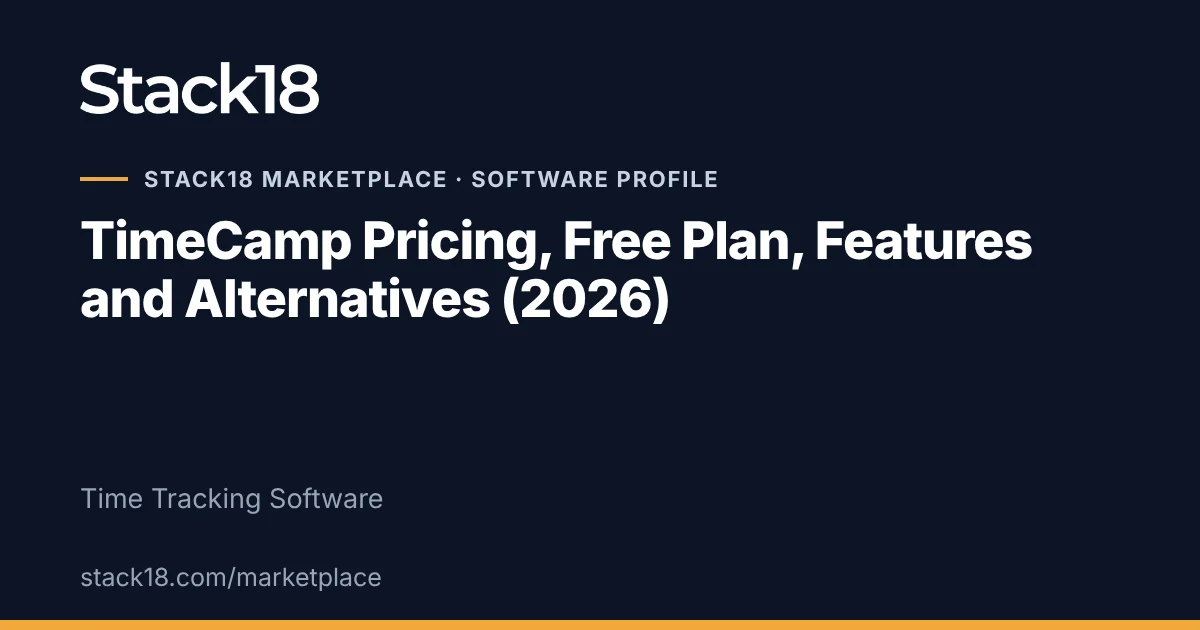 Stack18
STACK18 MARKETPLACE · SOFTWARE PROFILE
TimeCamp Pricing, Free Plan, Features
and Alternatives (2026)
Time Tracking Software
stack18.com/marketplace